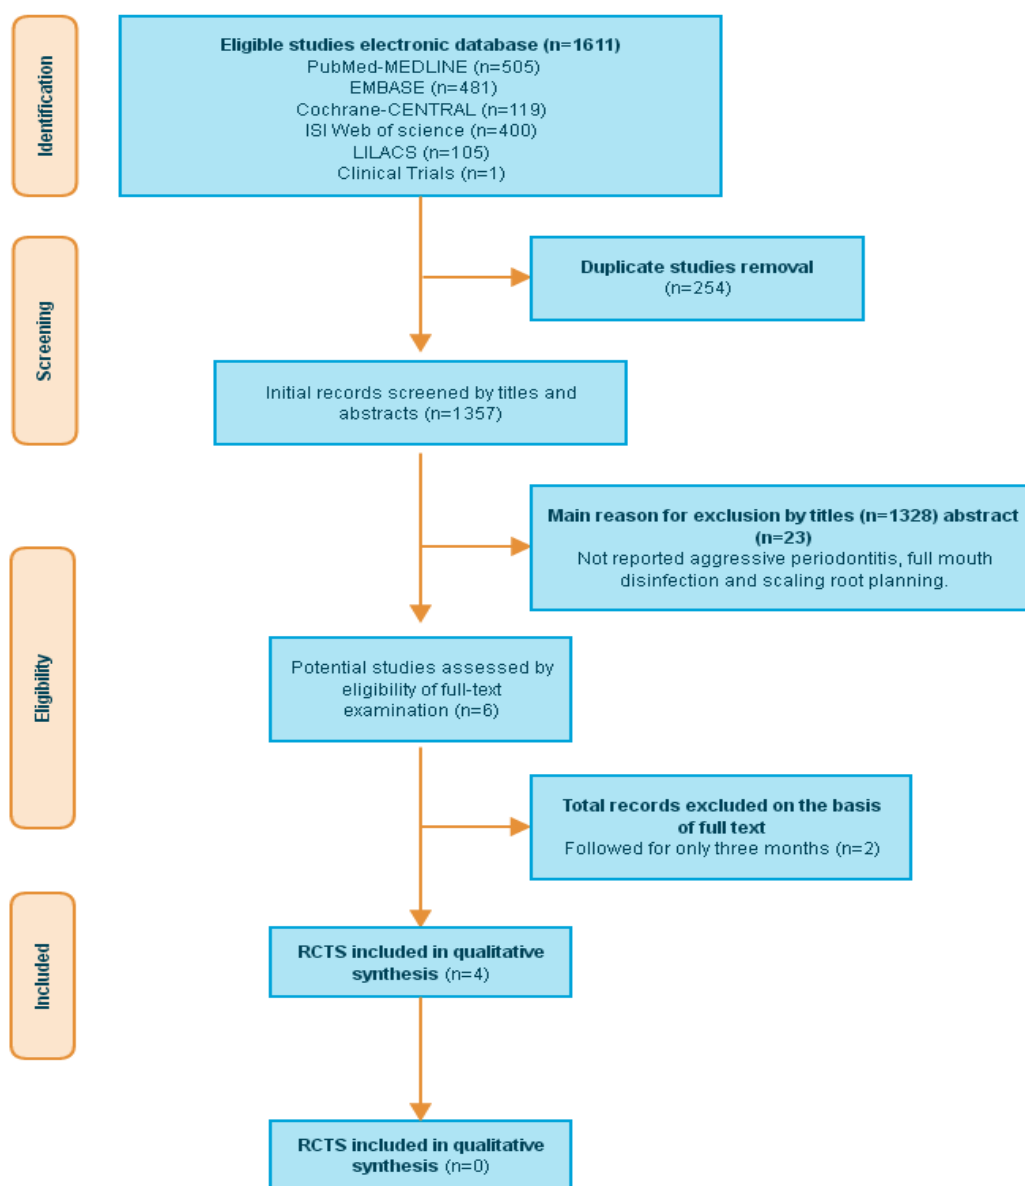 Identification
Eligible studies electronic database (n=1611)
PubMed-MEDLINE (n=505)
EMBASE (n=481)
Cochrane-CENTRAL (n=119)
ISI Web of science (n=400)
LILACS (n=105)
Clinical Trials (n=1)
Screening
Duplicate studies removal
(n=254)
Initial records screened by titles and
abstracts (n=1357)
Eligibility
Main reason for exclusion by titles (n=1328) abstract
(n=23)
Not reported aggressive periodontitis, full mouth
disinfection and scaling root planning.
Potential studies assessed by
eligibility of full-text
examination (n=6)
Total records excluded on the basis
of full text
Followed for only three months (n=2)
Included
RCTS included in qualitative
synthesis (n=4)
RCTS included in qualitative
synthesis (n=0)